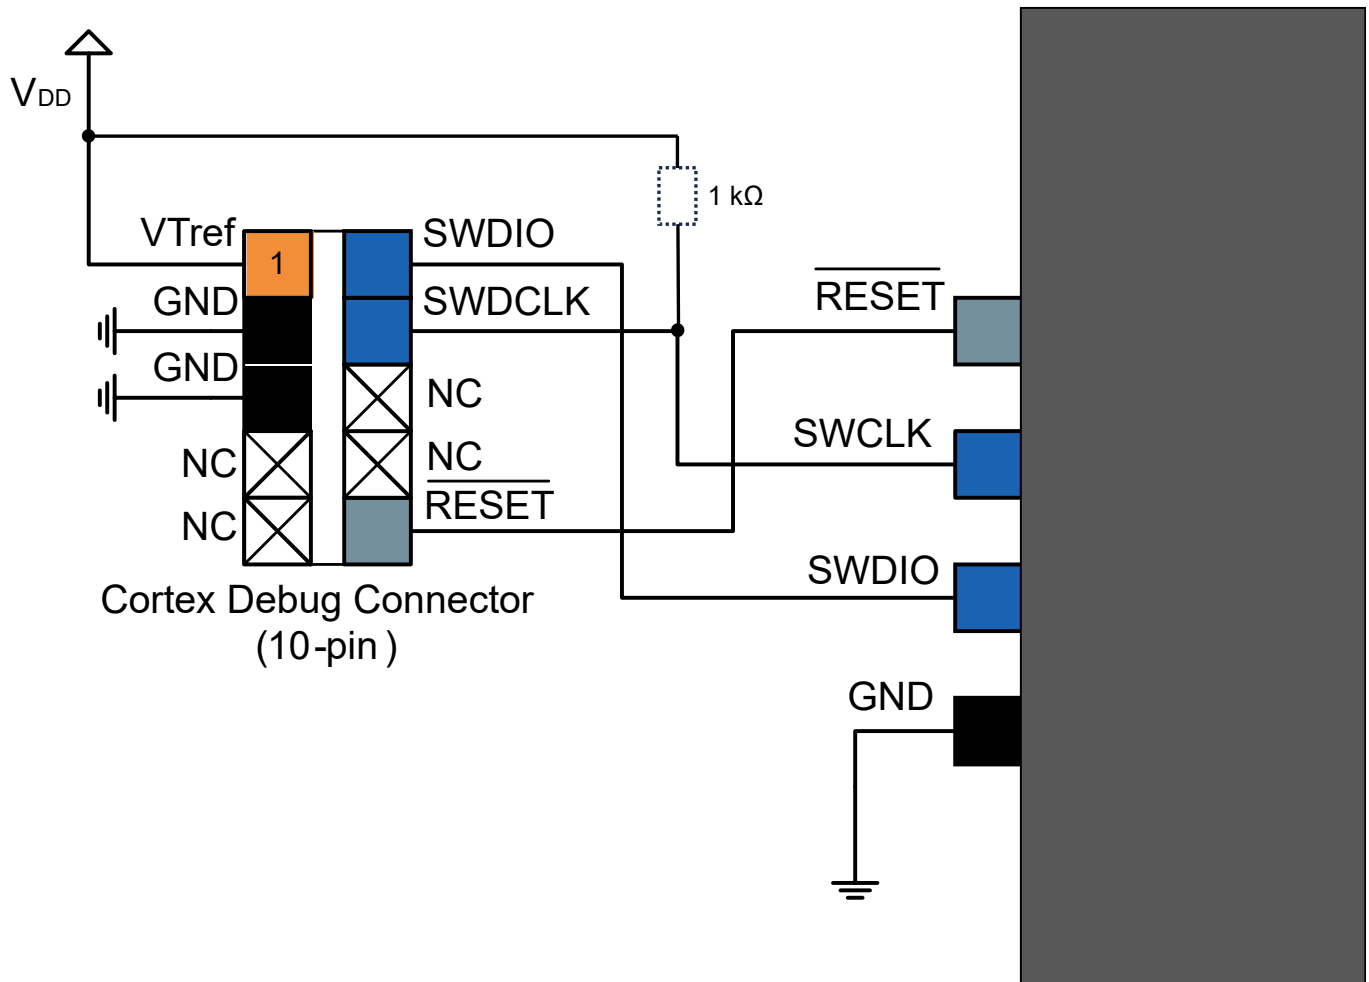 VDD
1 kΩ
VTref
1
SWDIO
GND
SWDCLK
RESET
GND
NC
NC
SWCLK
NC
NC
RESET
SWDIO
Cortex Debug Connector
(10-pin )
GND